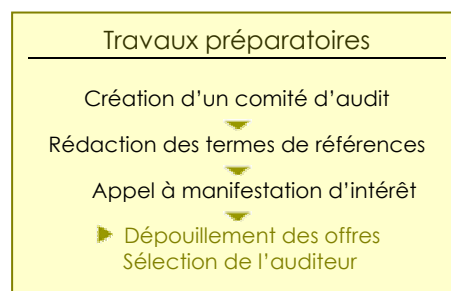 Travaux préparatoires
Création d'un comité d'audit
Rédaction des termes de références
Appel à manifestation d'intérêt
Dépouillement des offres
Sélection de l'auditeur